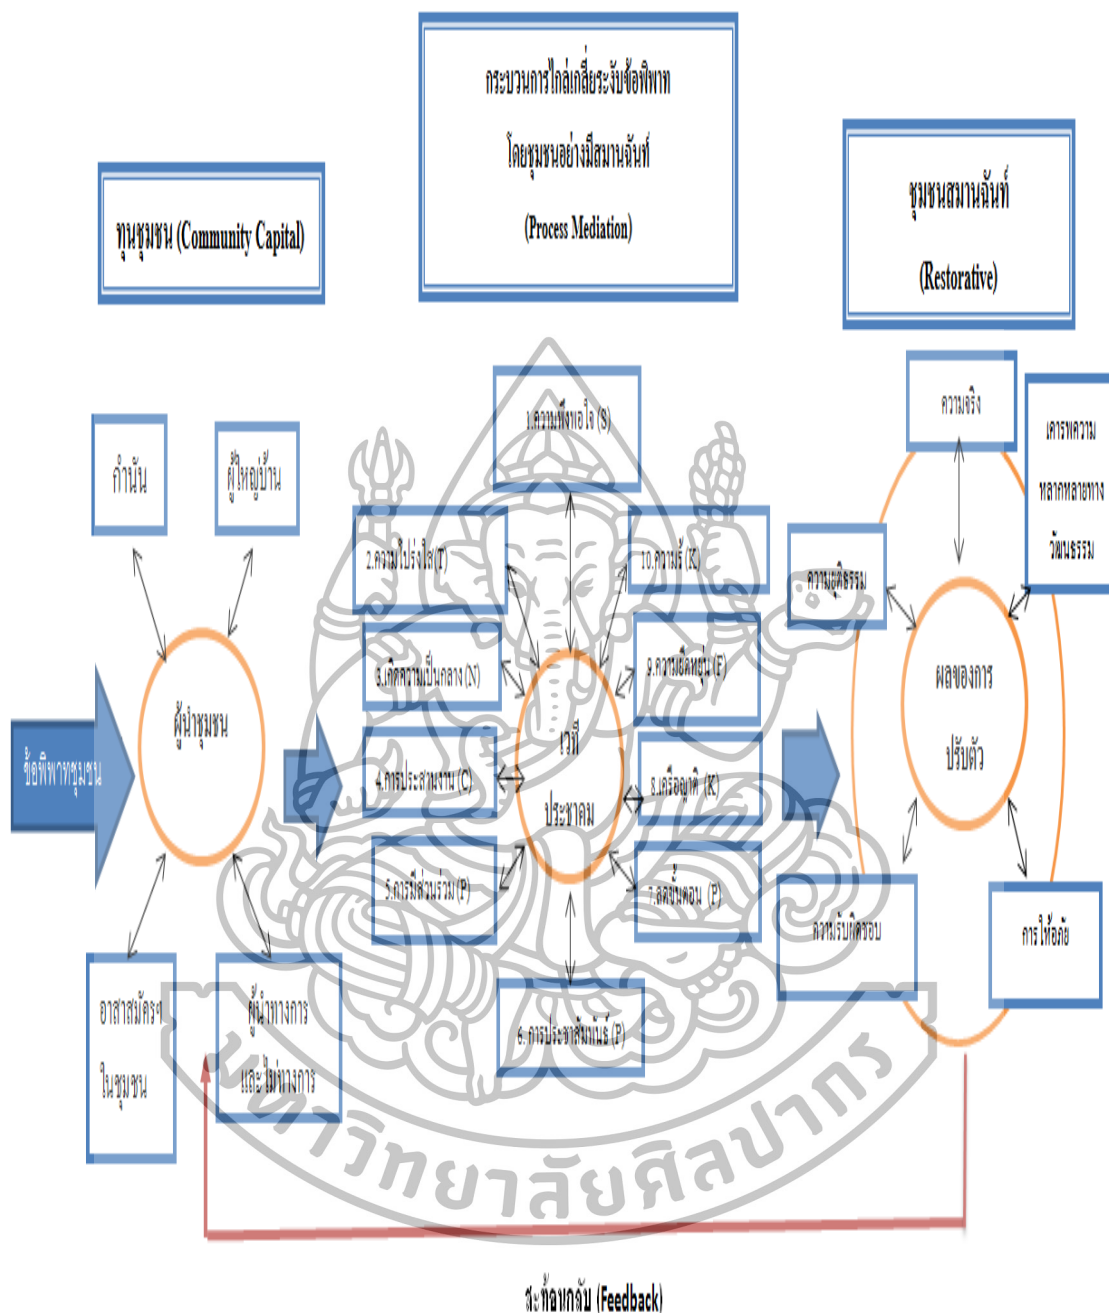 กระบวนการไกล่เกลี่ยระงับข้อพิพาท
โดยชุมชนอย่างมีสมานฉันท์
(Process Mediation)
ทุนชุมชน (Community Capital)
ชุมชนสมานฉันท์
(Restorative)
กำนัน
ผู้ใหญ่บ้าน
ข้อพิพาทชุมชน
ผู้นำชุมชน
อาสาสมัครฯ
ในชุมชน
ผู้นำทางการ
และไม่ทางการ
1.ความพึงพอใจ (S)
2.ความโปร่งใส(T)
3.เกิดความเป็นกลาง (N)
4.การประสานงาน (C)
5.การมีส่วนร่วม (P)
6. การประชาสัมพันธ์ (P)
7.ลดขั้นตอน (P)
8.เครือญาติ (K)
9.ความยืดหยุ่น (F)
10.ความรู้ (K)
เวที
ประชาคม
ความจริง
เคารพความ
หลากหลายทาง
วัฒนธรรม
ความยุติธรรม
ผลของการ
ปรับตัว
ความรับผิดชอบ
การให้อภัย
มหาวิทยาลัยศิลปากร
สะท้อนกลับ (Feedback)